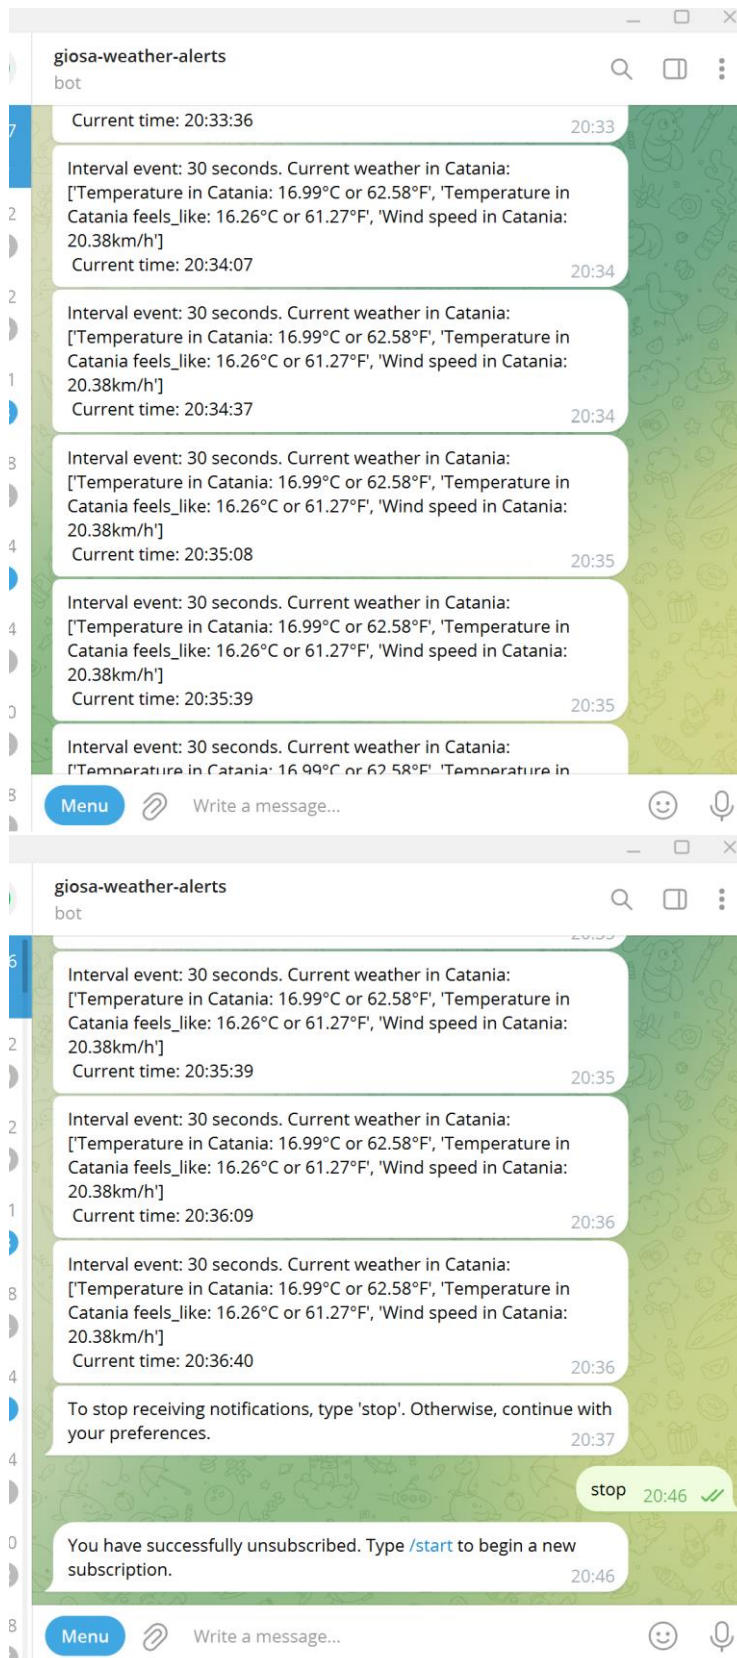 giosa-weather-alerts
bot
Current time: 20:33:36
20:33
Interval event: 30 seconds. Current weather in Catania:
['Temperature in Catania: 16.99°C or 62.58°F', 'Temperature in
Catania feels_like: 16.26°C or 61.27°F', 'Wind speed in Catania:
20.38km/h']
Current time: 20:34:07
20:34
Interval event: 30 seconds. Current weather in Catania:
['Temperature in Catania: 16.99°C or 62.58°F', 'Temperature in
Catania feels_like: 16.26°C or 61.27°F', 'Wind speed in Catania:
20.38km/h']
Current time: 20:34:37
20:34
Interval event: 30 seconds. Current weather in Catania:
['Temperature in Catania: 16.99°C or 62.58°F', 'Temperature in
Catania feels_like: 16.26°C or 61.27°F', 'Wind speed in Catania:
20.38km/h']
Current time: 20:35:08
20:35
Interval event: 30 seconds. Current weather in Catania:
['Temperature in Catania: 16.99°C or 62.58°F', 'Temperature in
Catania feels_like: 16.26°C or 61.27°F', 'Wind speed in Catania:
20.38km/h']
Current time: 20:35:39
20:35
Interval event: 30 seconds. Current weather in Catania:
['Temperature in Catania: 16.99°C or 62.58°F', 'Temperature in
Menu
Write a message...
giosa-weather-alerts
bot
Interval event: 30 seconds. Current weather in Catania:
['Temperature in Catania: 16.99°C or 62.58°F', 'Temperature in
Catania feels_like: 16.26°C or 61.27°F', 'Wind speed in Catania:
20.38km/h']
Current time: 20:35:39
20:35
Interval event: 30 seconds. Current weather in Catania:
['Temperature in Catania: 16.99°C or 62.58°F', 'Temperature in
Catania feels_like: 16.26°C or 61.27°F', 'Wind speed in Catania:
20.38km/h']
Current time: 20:36:09
20:36
Interval event: 30 seconds. Current weather in Catania:
['Temperature in Catania: 16.99°C or 62.58°F', 'Temperature in
Catania feels_like: 16.26°C or 61.27°F', 'Wind speed in Catania:
20.38km/h']
Current time: 20:36:40
20:36
To stop receiving notifications, type 'stop'. Otherwise, continue with
your preferences.
20:37
stop 20:46
You have successfully unsubscribed. Type /start to begin a new
subscription.
20:46
Menu
Write a message...